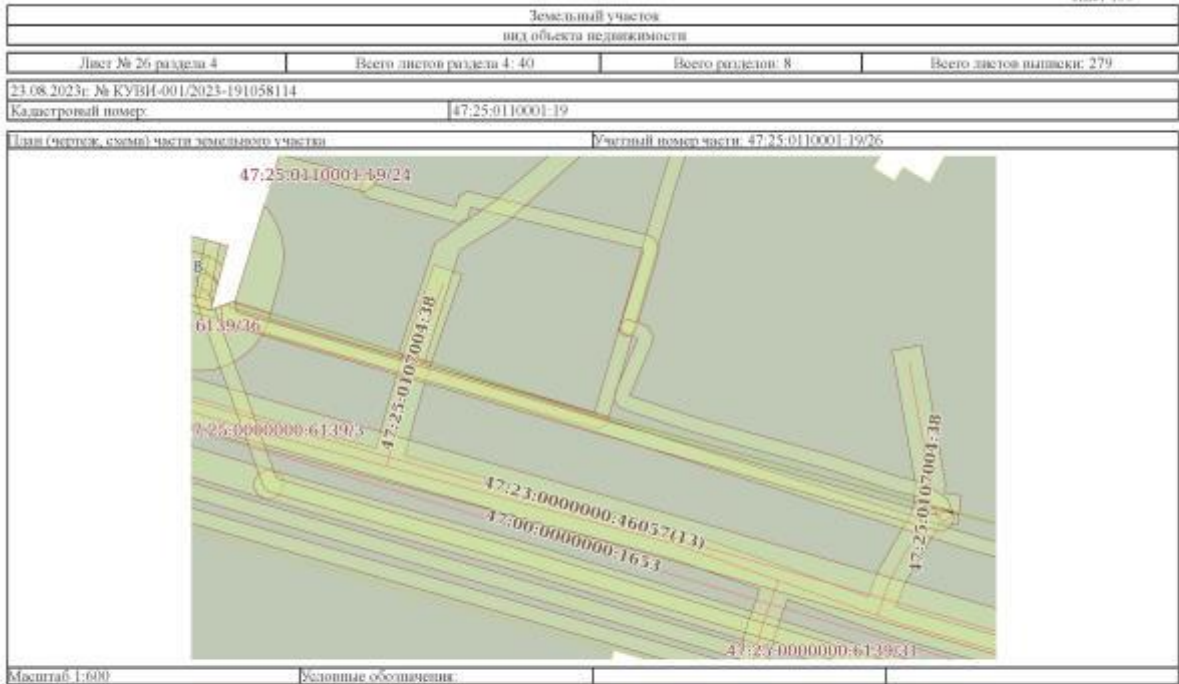 Земельный участок
вид объекта недвижимости
Лист № 26 раздела 4 Всего листов раздела 4: 40 Всего разделов: 8 Всего листов выписки: 279
23.08.2023г. № КУВИ-001/2023-191058114
Кадастровый номер: 47:25:0110001:19
План (чертеж, схема) части земельного участка Учетный номер части: 47:25:0110001:19/26
47:25:0110001:19/24
В
6139/36
47:25:0107004:38
7:25:0000000:6139/3
47:25:0107004:38
47:23:0000000:46057(13)
47:00:0000000:1653
47:25:0000000:6139/31
Масштаб 1:600 Условные обозначения: